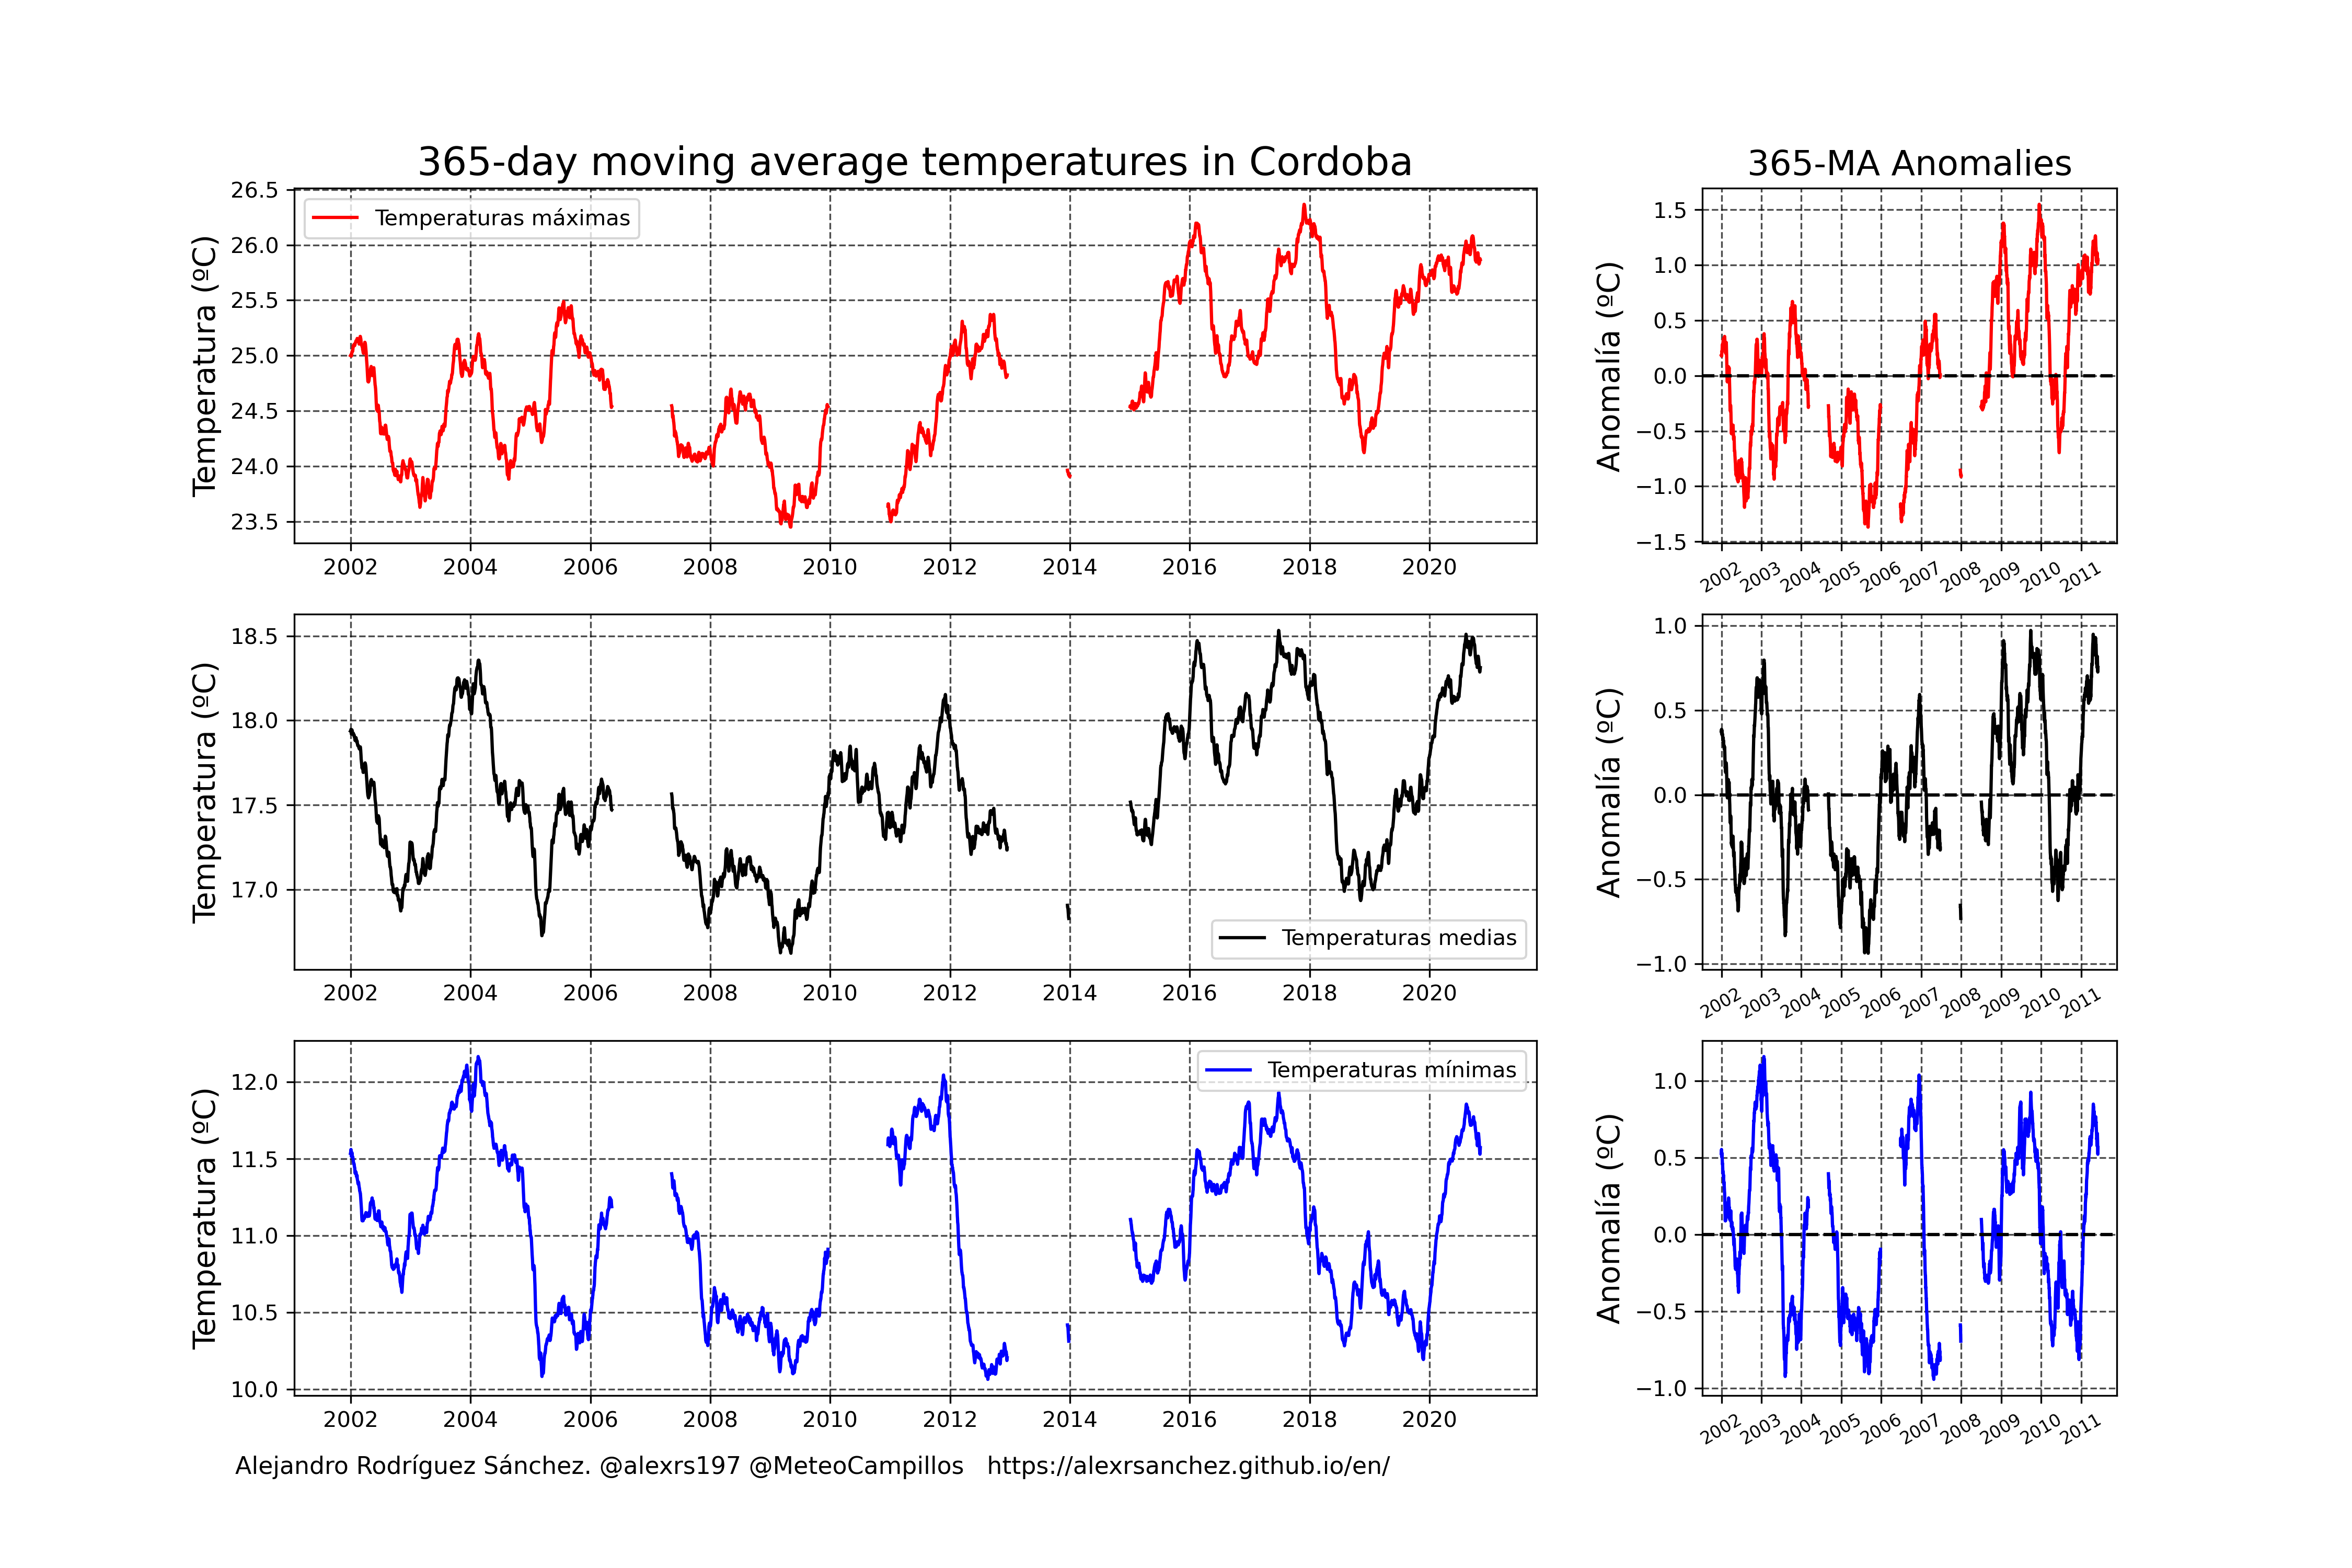 365-day moving average temperatures in Cordoba
365-MA Anomalies
Temperatura (ºC)
26.5
26.0
25.5
25.0
24.5
24.0
23.5
Temperaturas máximas
2002 2004 2006 2008 2010 2012 2014 2016 2018 2020
Anomalía (ºC)
1.5
1.0
0.5
0.0
−0.5
−1.0
−1.5
2002 2003 2004 2005 2006 2007 2008 2009 2010 2011
Temperatura (ºC)
18.5
18.0
17.5
17.0
Temperaturas medias
2002 2004 2006 2008 2010 2012 2014 2016 2018 2020
Anomalía (ºC)
1.0
0.5
0.0
−0.5
−1.0
2002 2003 2004 2005 2006 2007 2008 2009 2010 2011
Temperatura (ºC)
12.0
11.5
11.0
10.5
10.0
Temperaturas mínimas
2002 2004 2006 2008 2010 2012 2014 2016 2018 2020
Anomalía (ºC)
1.0
0.5
0.0
−0.5
−1.0
2002 2003 2004 2005 2006 2007 2008 2009 2010 2011
Alejandro Rodríguez Sánchez. @alexrs197 @MeteoCampillos https://alexrsanchez.github.io/en/